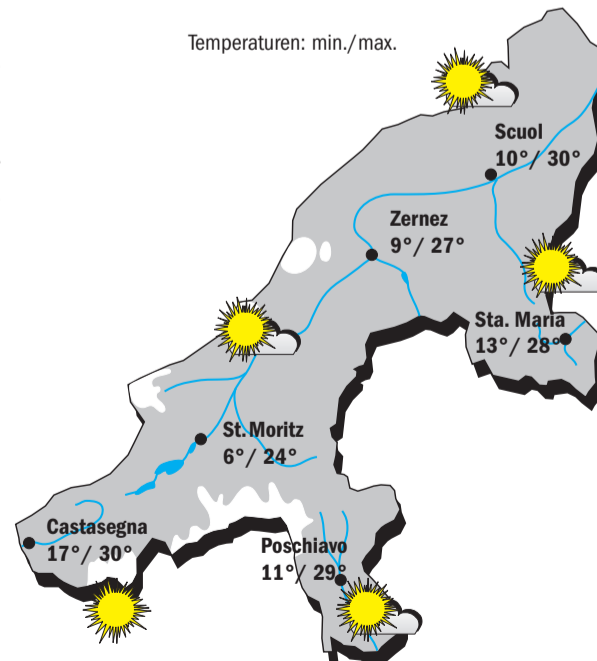 Temperaturen: min./max.
Scuol
10°/ 30°
Zernez
9°/ 27°
Sta. Maria
13°/ 28°
St. Moritz
6°/ 24°
Castasegna
17°/ 30°
Poschiavo
11°/ 29°